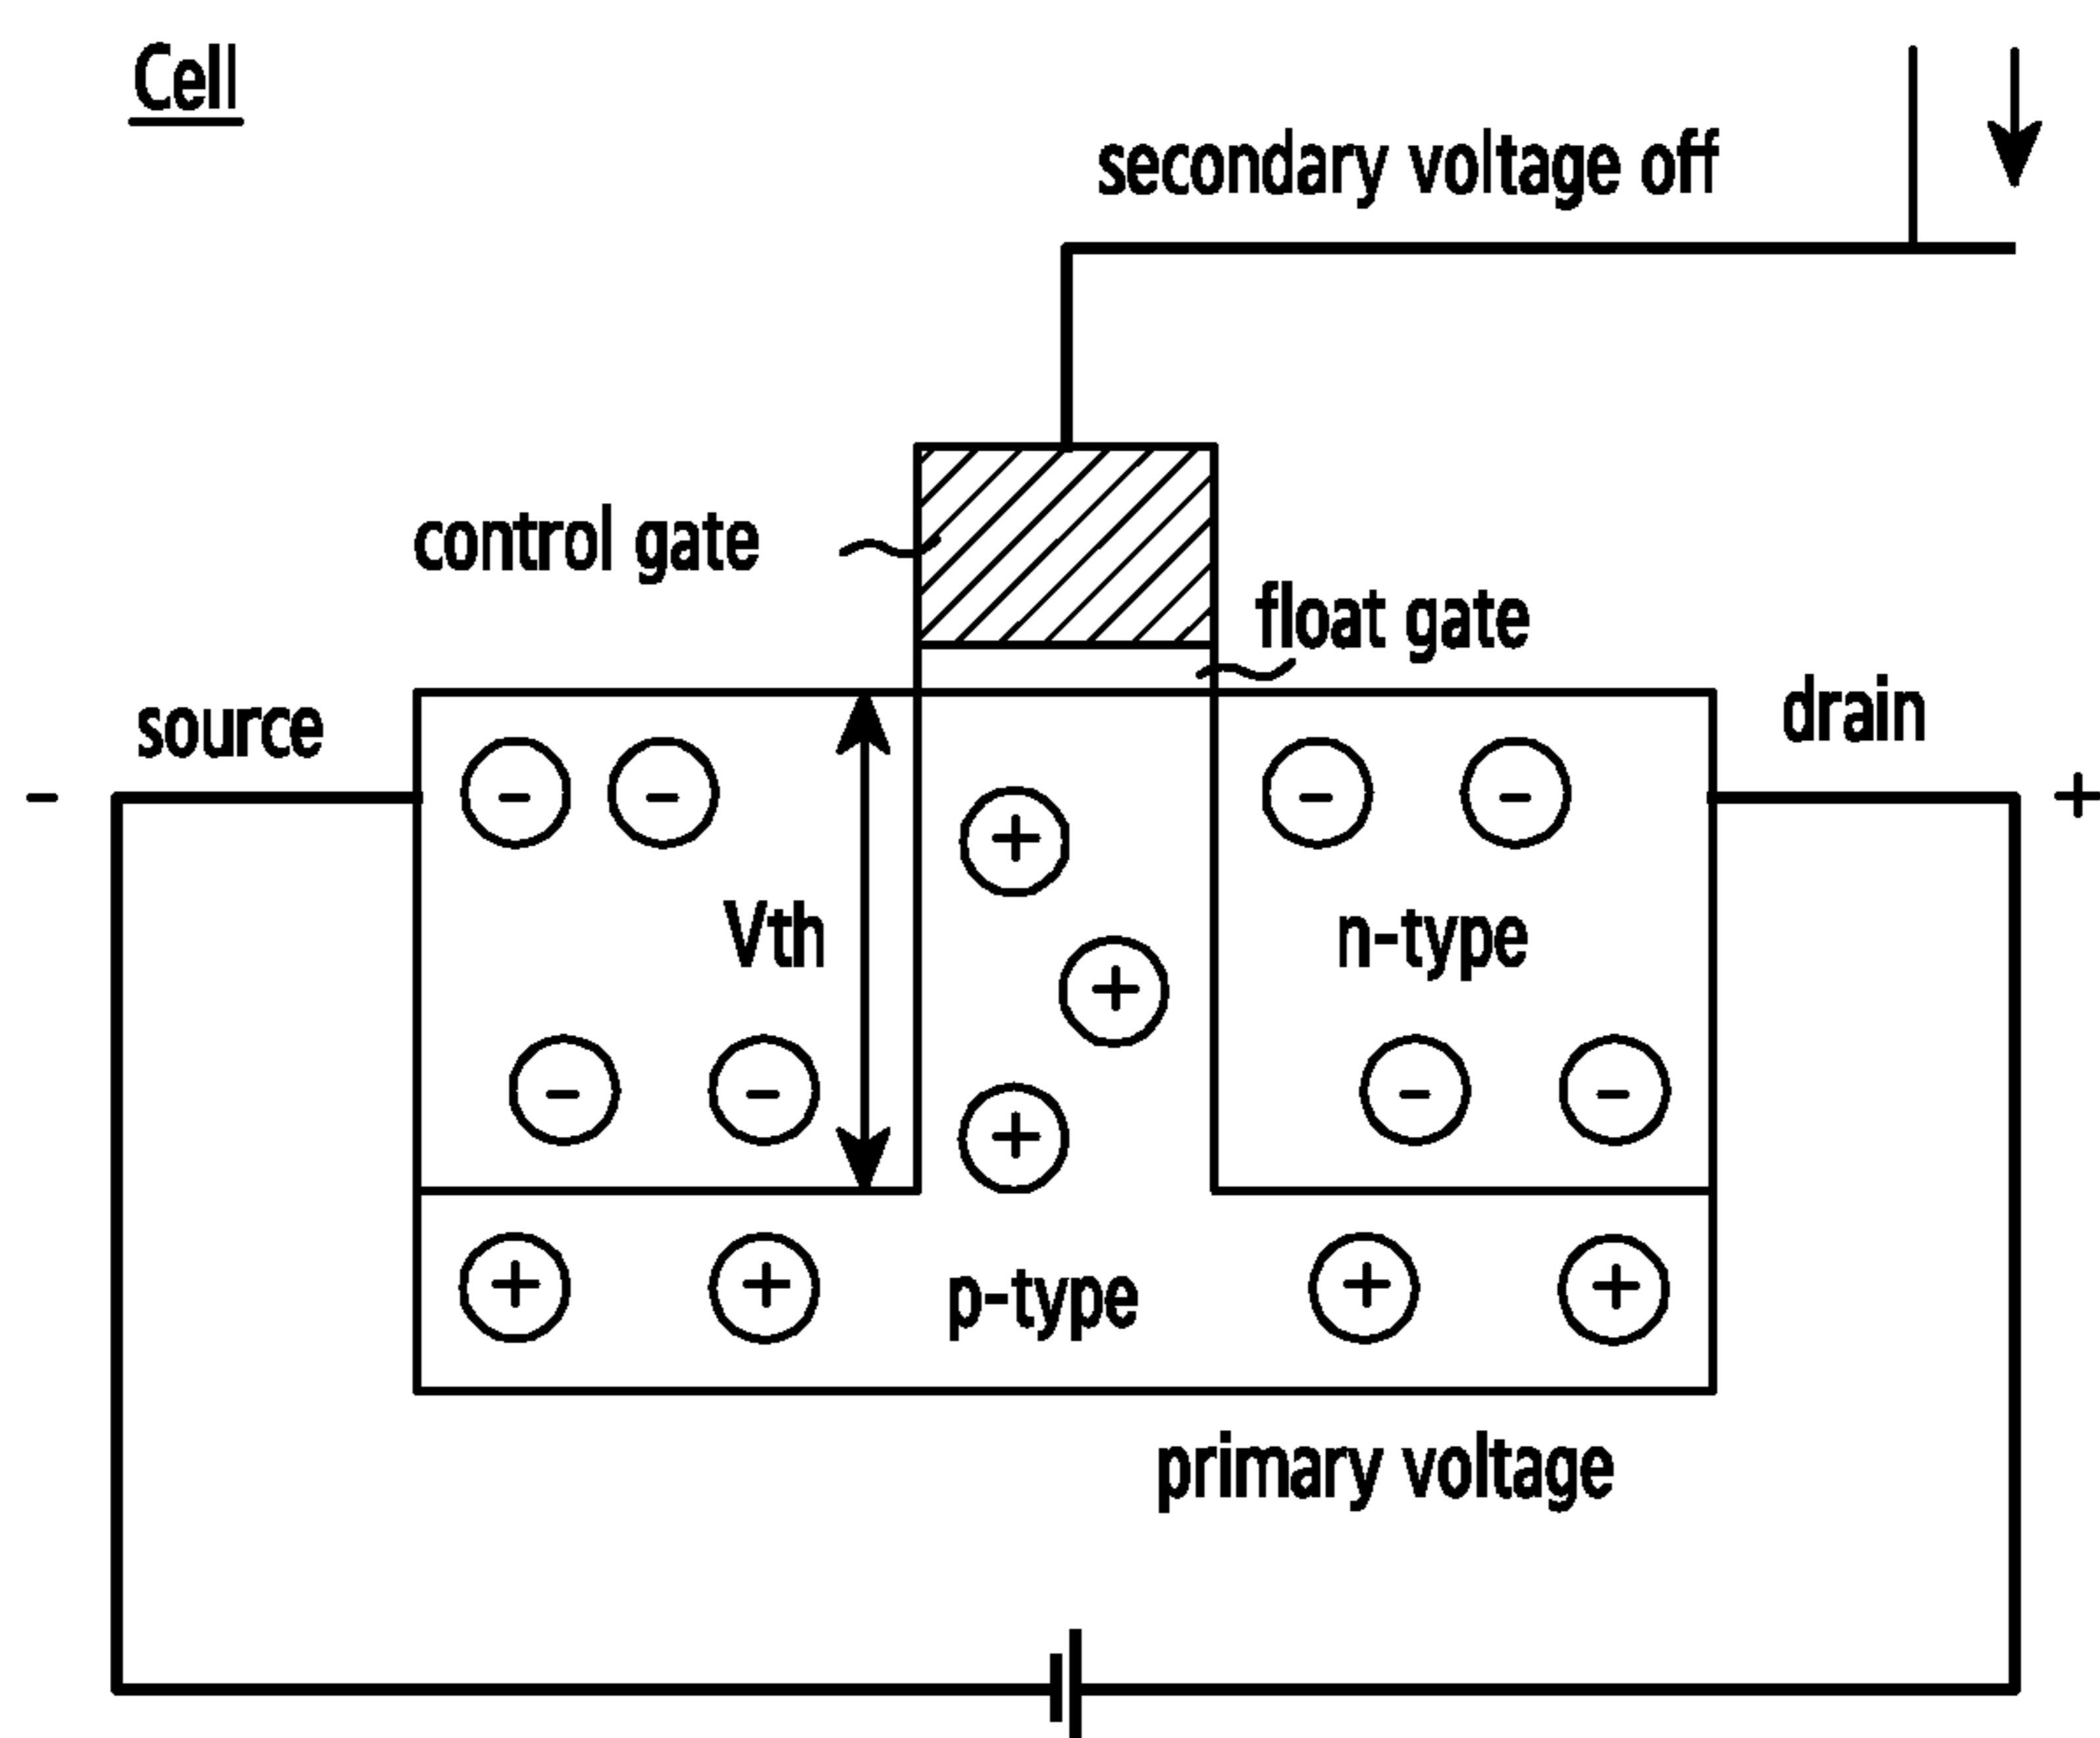 Cell
secondary voltage off
control gate
float gate
source
drain
-
- -
- -
+
+
Vth
+
n-type
- -
+
- -
+ +
p-type
+ +
primary voltage